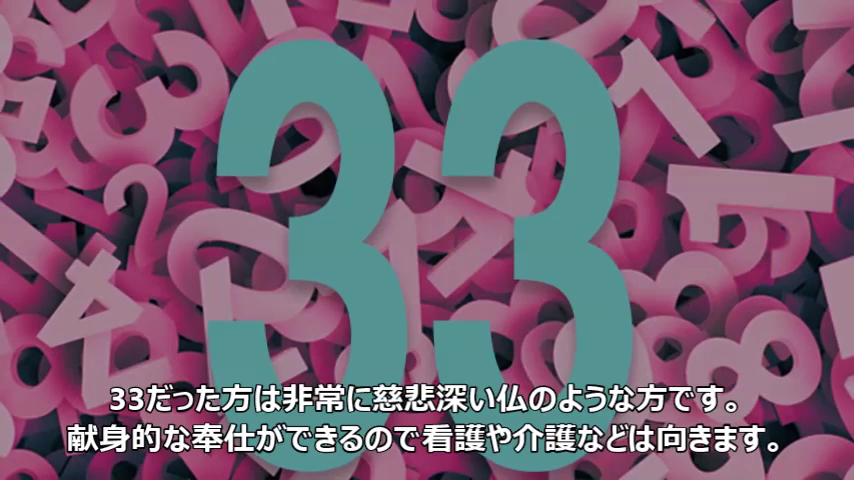 33
33だった方は非常に慈悲深い仏のような方です。
献身的な奉仕ができるので看護や介護などは向きます。